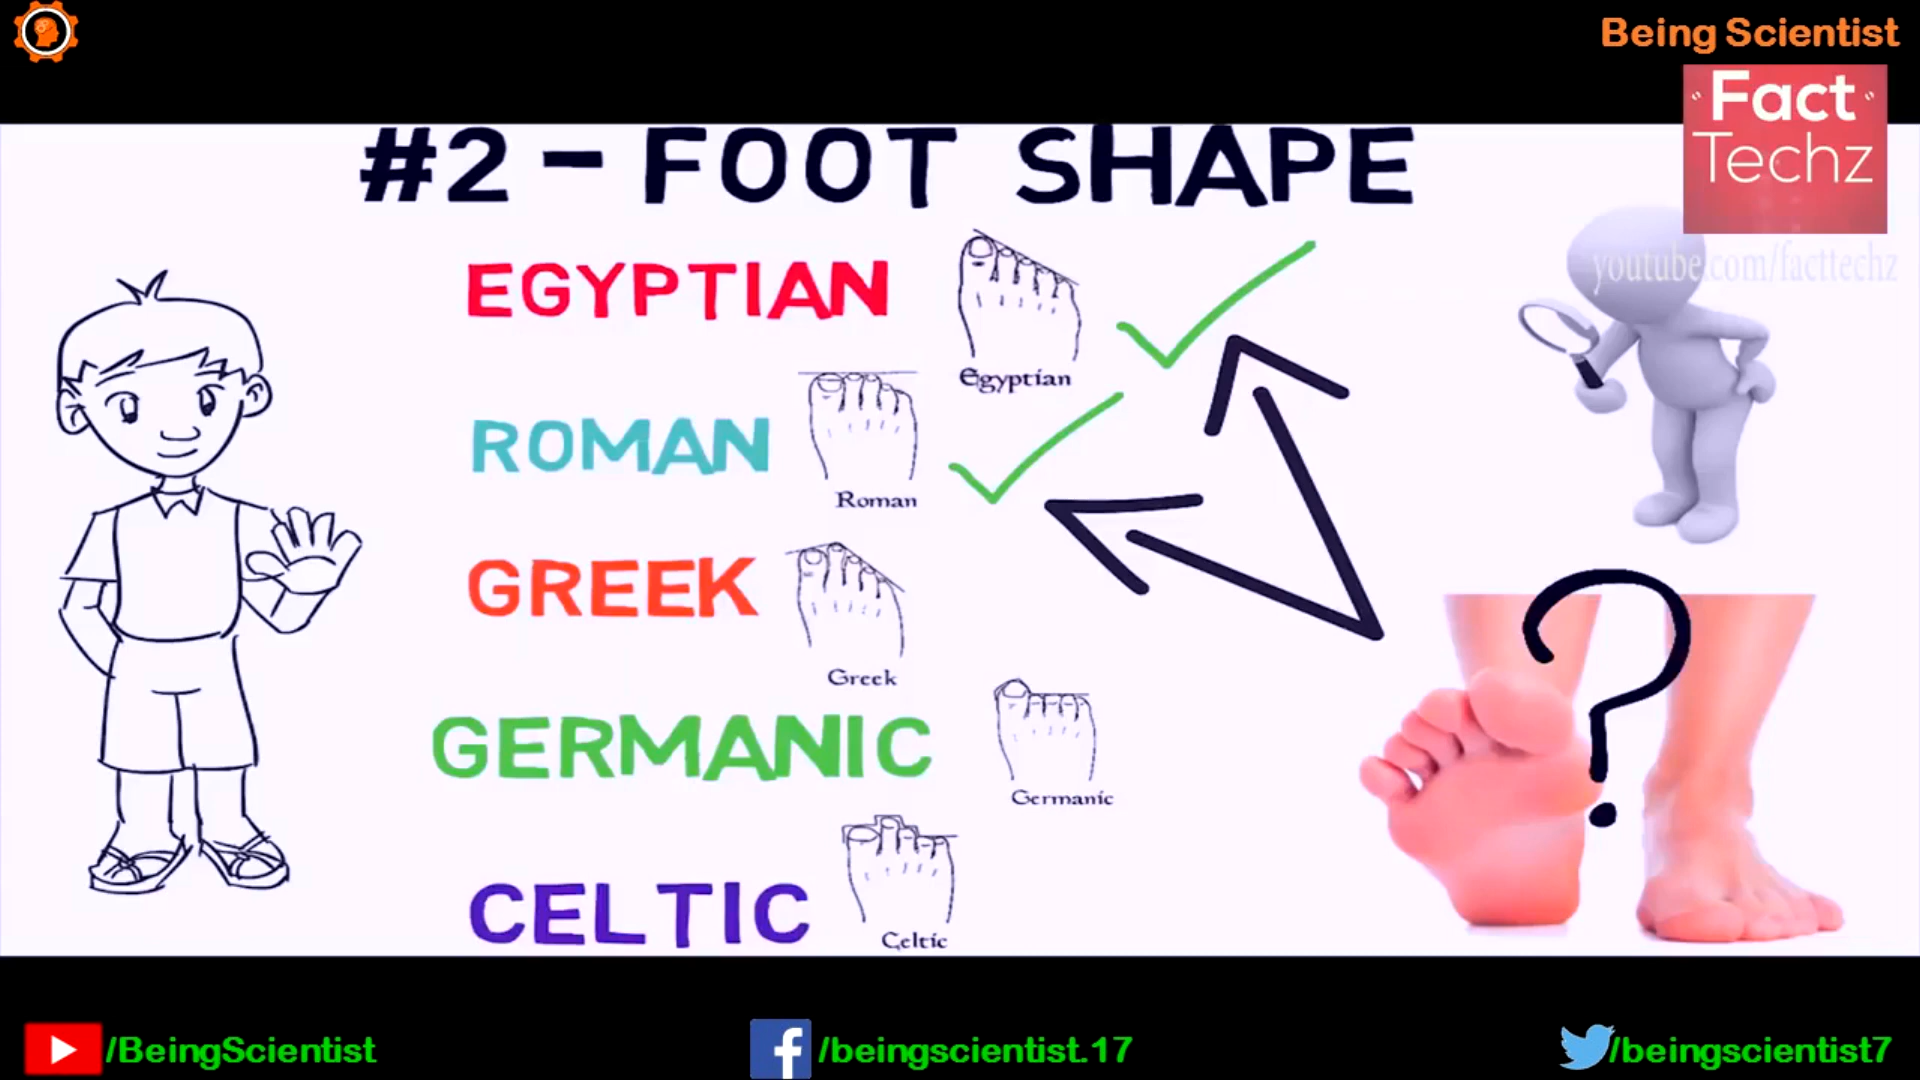 Being Scientist
Fact
Techz
youtube.com/facttechz
#2 - FOOT SHAPE
EGYPTIAN
Egyptian
ROMAN
Roman
GREEK
Greek
GERMANIC
Germanic
CELTIC
Celtic
?
/BeingScientist
f /beingscientist.17
/beingscientist7